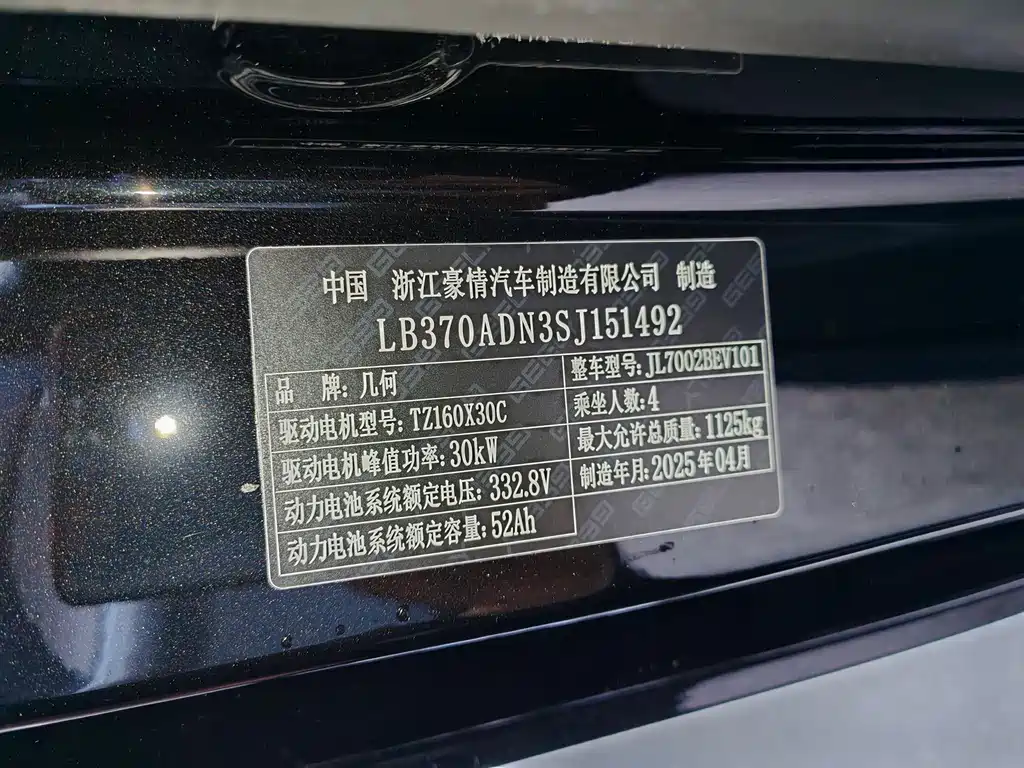 中国 浙江豪情汽车制造有限公司 制造
LB370ADN3SJ151492
品 牌: 几何
整车型号: JL7002BEV101
驱动电机型号: TZ160X30C
乘坐人数: 4
驱动电机峰值功率: 30kW
最大允许总质量: 1125kg
动力电池系统额定电压: 332.8V
制造年月: 2025年04月
动力电池系统额定容量: 52Ah